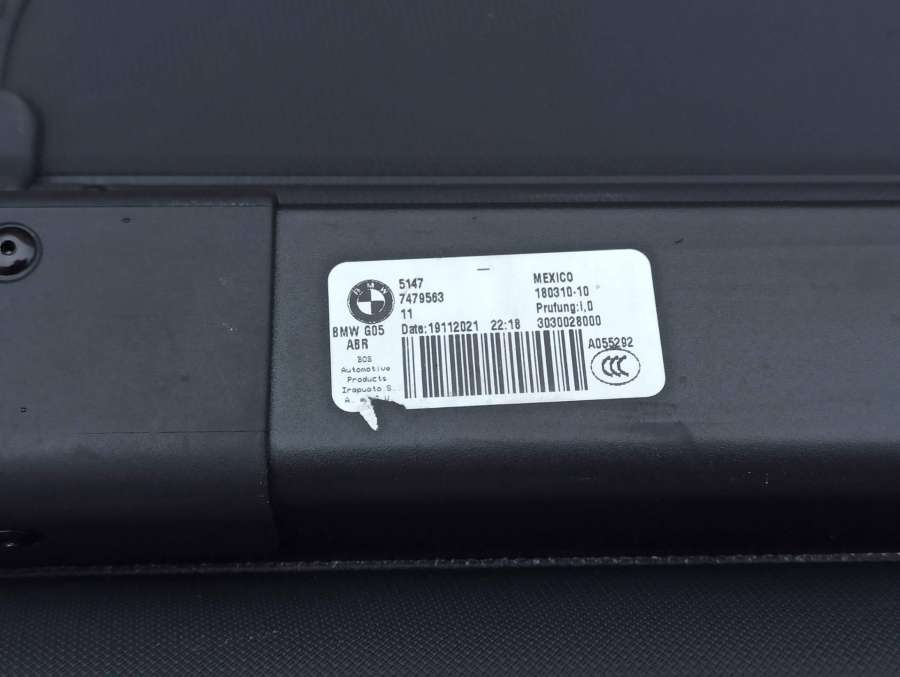 BMW
5147
7479563
11
BMW G05
ABR
BOS
Automotive
Products
Irapuato S.
A.
V.
Date:19112021 22:18
MEXICO
180310-10
Prufung:i,O
3030028000
A055292
CCC